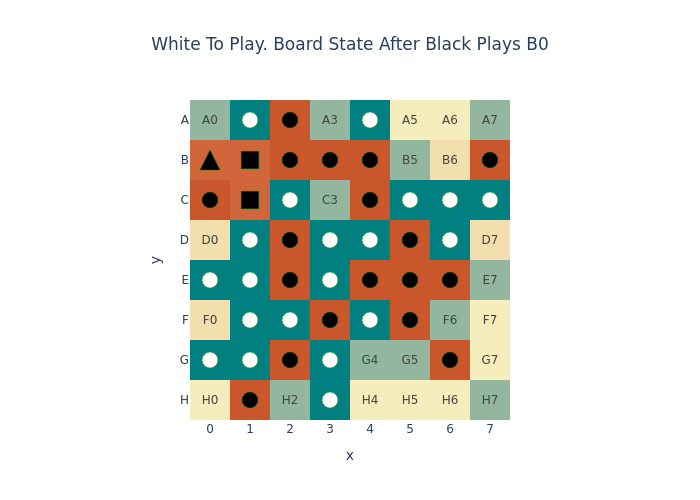 White To Play. Board State After Black Plays B0
A A0 A3 A5 A6 A7
B B5 B6
C C3
D D0 D7
E E7
F F0 F6 F7
G G4 G5 G7
H H0 H2 H4 H5 H6 H7
0 1 2 3 4 5 6 7
x
y